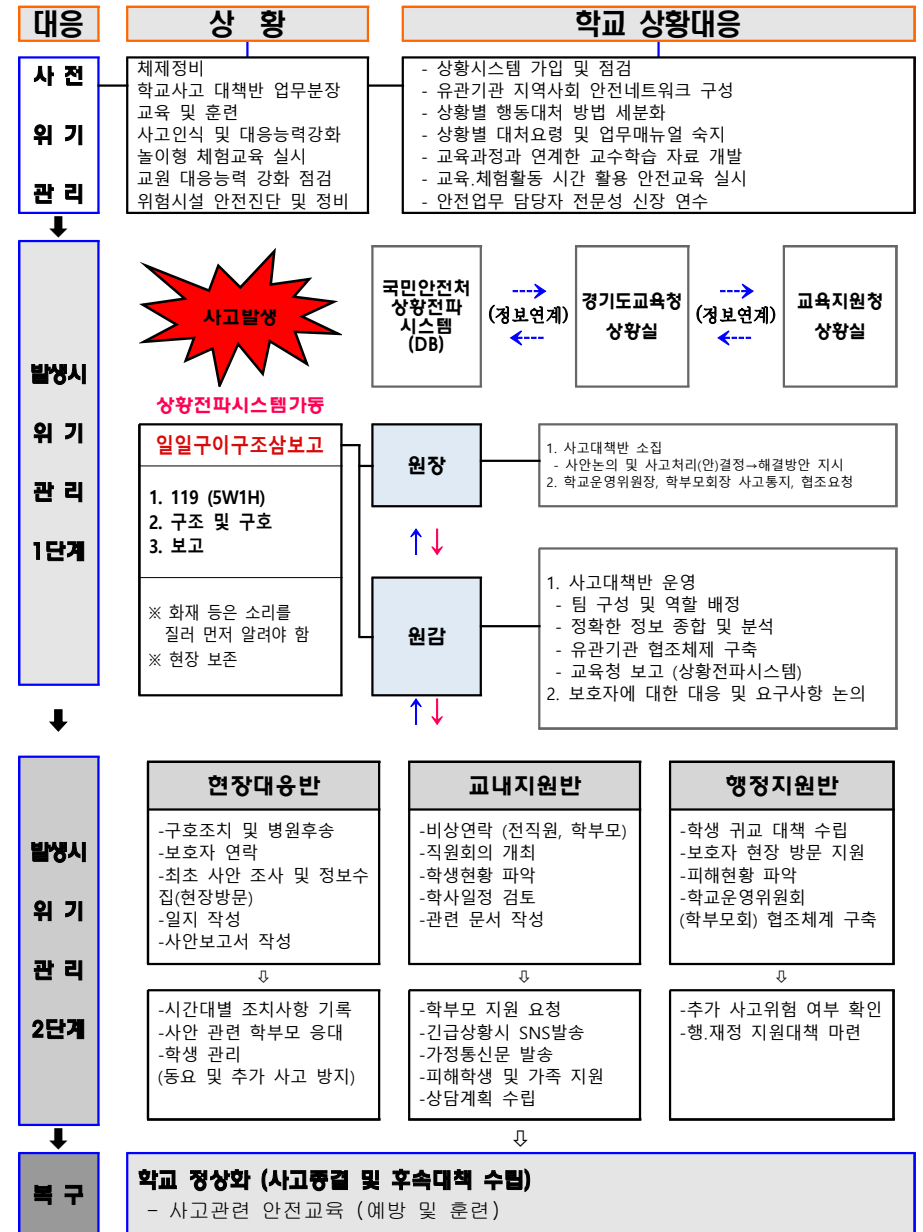 대응
상 황
학교 상황대응
사 전
위 기
관 리
체제정비
학교사고 대책반 업무분장
교육 및 훈련
사고인식 및 대응능력강화
놀이형 체험교육 실시
교원 대응능력 강화 점검
위험시설 안전진단 및 정비
- 상황시스템 가입 및 점검
- 유관기관 지역사회 안전네트워크 구성
- 상황별 행동대처 방법 세분화
- 상황별 대처요령 및 업무매뉴얼 숙지
- 교육과정과 연계한 교수학습 자료 개발
- 교육.체험활동 시간 활용 안전교육 실시
- 안전업무 담당자 전문성 신장 연수
발생시
위 기
관 리
1단계
사고발생
상황전파시스템가동
국민안전처
상황전파
시스템
(DB)
(정보연계)
경기도교육청
상황실
(정보연계)
교육지원청
상황실
일일구이구조삼보고
1. 119 (5W1H)
2. 구조 및 구호
3. 보고
※ 화재 등은 소리를
질러 먼저 알려야 함
※ 현장 보존
원장
1. 사고대책반 소집
- 사안논의 및 사고처리(안)결정→해결방안 지시
2. 학교운영위원장, 학부모회장 사고통지, 협조요청
원감
1. 사고대책반 운영
- 팀 구성 및 역할 배정
- 정확한 정보 종합 및 분석
- 유관기관 협조체제 구축
- 교육청 보고 (상황전파시스템)
2. 보호자에 대한 대응 및 요구사항 논의
발생시
위 기
관 리
2단계
현장대응반
-구호조치 및 병원후송
-보호자 연락
-최초 사안 조사 및 정보수
집(현장방문)
-일지 작성
-사안보고서 작성
-시간대별 조치사항 기록
-사안 관련 학부모 응대
-학생 관리
(동요 및 추가 사고 방지)
교내지원반
-비상연락 (전직원, 학부모)
-직원회의 개최
-학생현황 파악
-학사일정 검토
-관련 문서 작성
-학부모 지원 요청
-긴급상황시 SNS발송
-가정통신문 발송
-피해학생 및 가족 지원
-상담계획 수립
행정지원반
-학생 귀교 대책 수립
-보호자 현장 방문 지원
-피해현황 파악
-학교운영위원회
(학부모회) 협조체계 구축
-추가 사고위험 여부 확인
-행.재정 지원대책 마련
복 구
학교 정상화 (사고종결 및 후속대책 수립)
- 사고관련 안전교육 (예방 및 훈련)